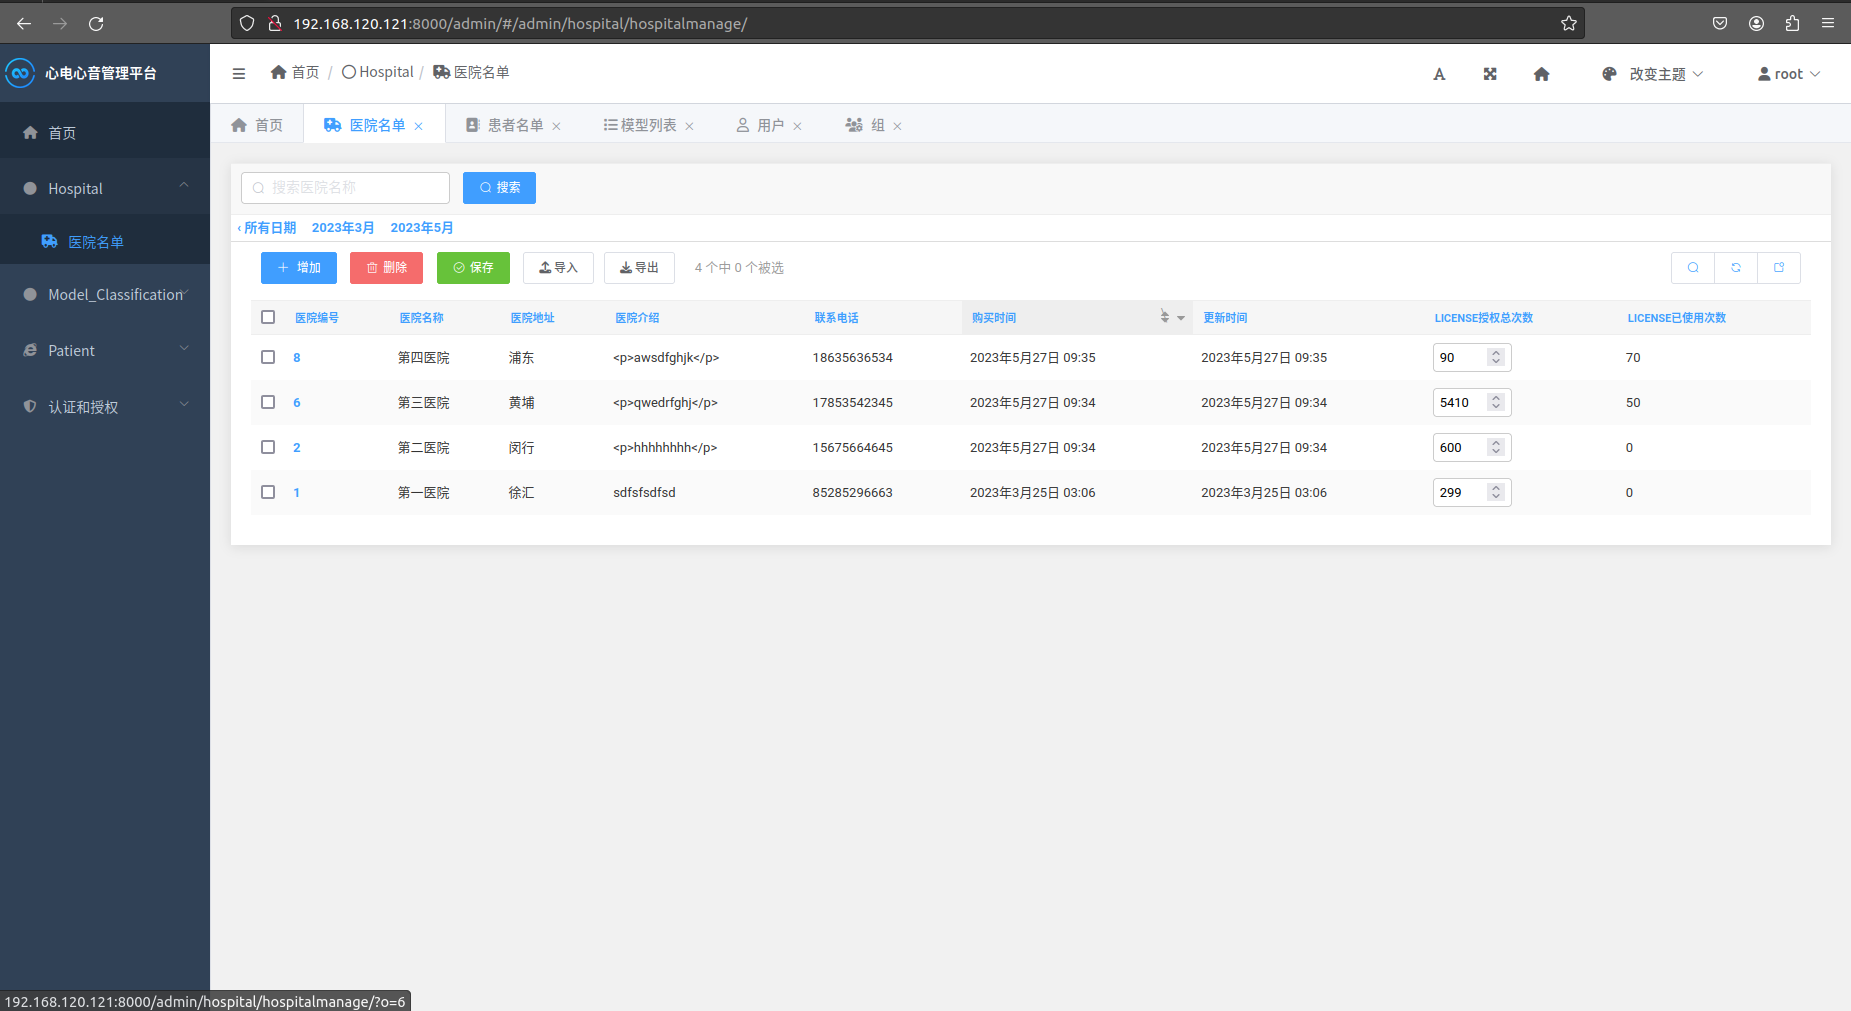 192.168.120.121:8000/admin/#/admin/hospital/hospitalmanage/
心电心音管理平台
首页 / Hospital / 医院名单
A
改变主题
root
首页
医院名单
患者名单
模型列表
用户
组
首页
Hospital
医院名单
Model_Classification
Patient
认证和授权
搜索医院名称
搜索
‹ 所有日期 2023年3月 2023年5月
增加 删除 保存 导入 导出 4 个中 0 个被选
医院编号 医院名称 医院地址 医院介绍 联系电话 购买时间 更新时间 LICENSE授权总次数 LICENSE已使用次数
8 第四医院 浦东 <p>awsdfghjk</p> 18635636534 2023年5月27日 09:35 2023年5月27日 09:35 90 70
6 第三医院 黄埔 <p>qwedrfghj</p> 17853542345 2023年5月27日 09:34 2023年5月27日 09:34 5410 50
2 第二医院 闵行 <p>hhhhhhhh</p> 15675664645 2023年5月27日 09:34 2023年5月27日 09:34 600 0
1 第一医院 徐汇 sdfsfsdfsd 85285296663 2023年3月25日 03:06 2023年3月25日 03:06 299 0
192.168.120.121:8000/admin/hospital/hospitalmanage/?o=6